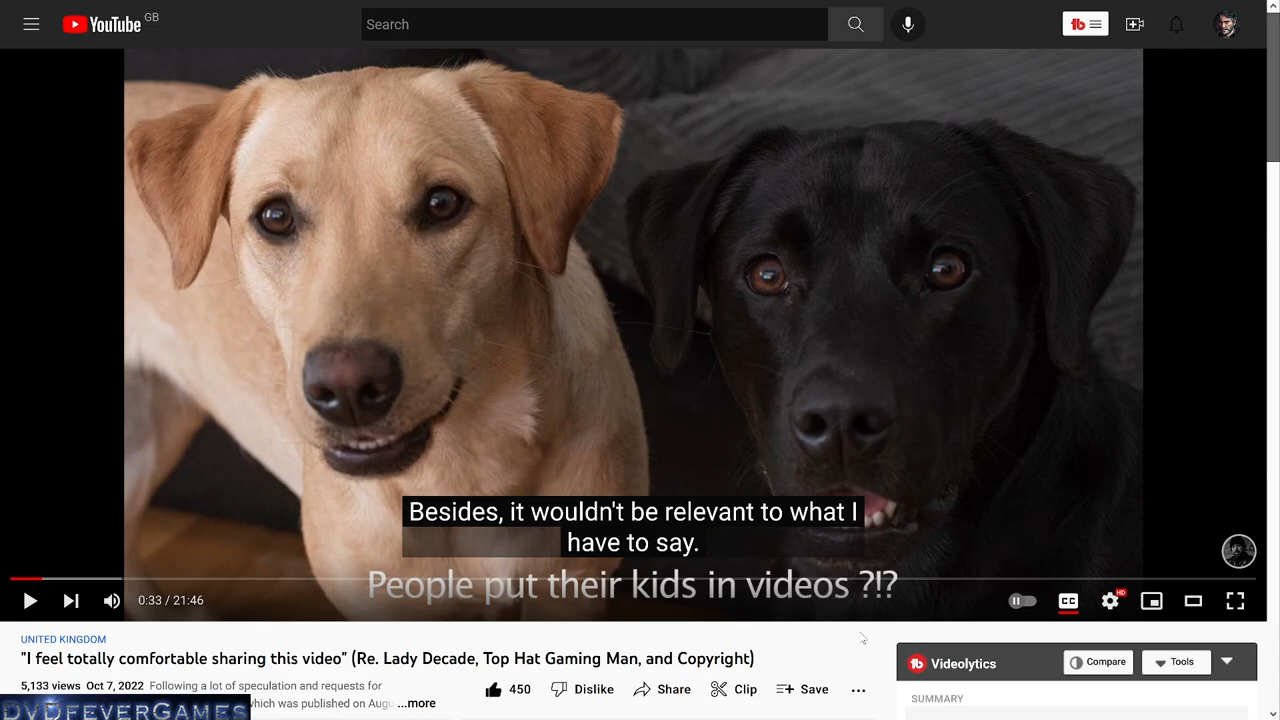 YouTube GB
Search
Besides, it wouldn't be relevant to what I
have to say.
People put their kids in videos ?!?
0:33 / 21:46
CC
HD
UNITED KINGDOM
"I feel totally comfortable sharing this video" (Re. Lady Decade, Top Hat Gaming Man, and Copyright)
5,133 views Oct 7, 2022 Following a lot of speculation and requests for
which was published on Augu ...more
450 Dislike Share Clip Save
tb Videolytics Compare Tools
SUMMARY
DVDFEVERGAMES